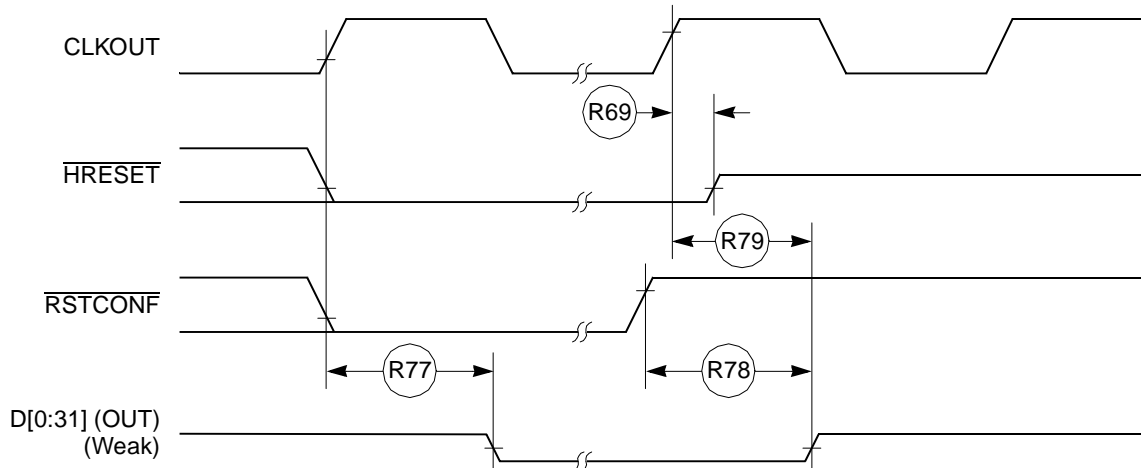 CLKOUT
R69
HRESET
R79
RSTCONF
R77
R78
D[0:31] (OUT)
(Weak)